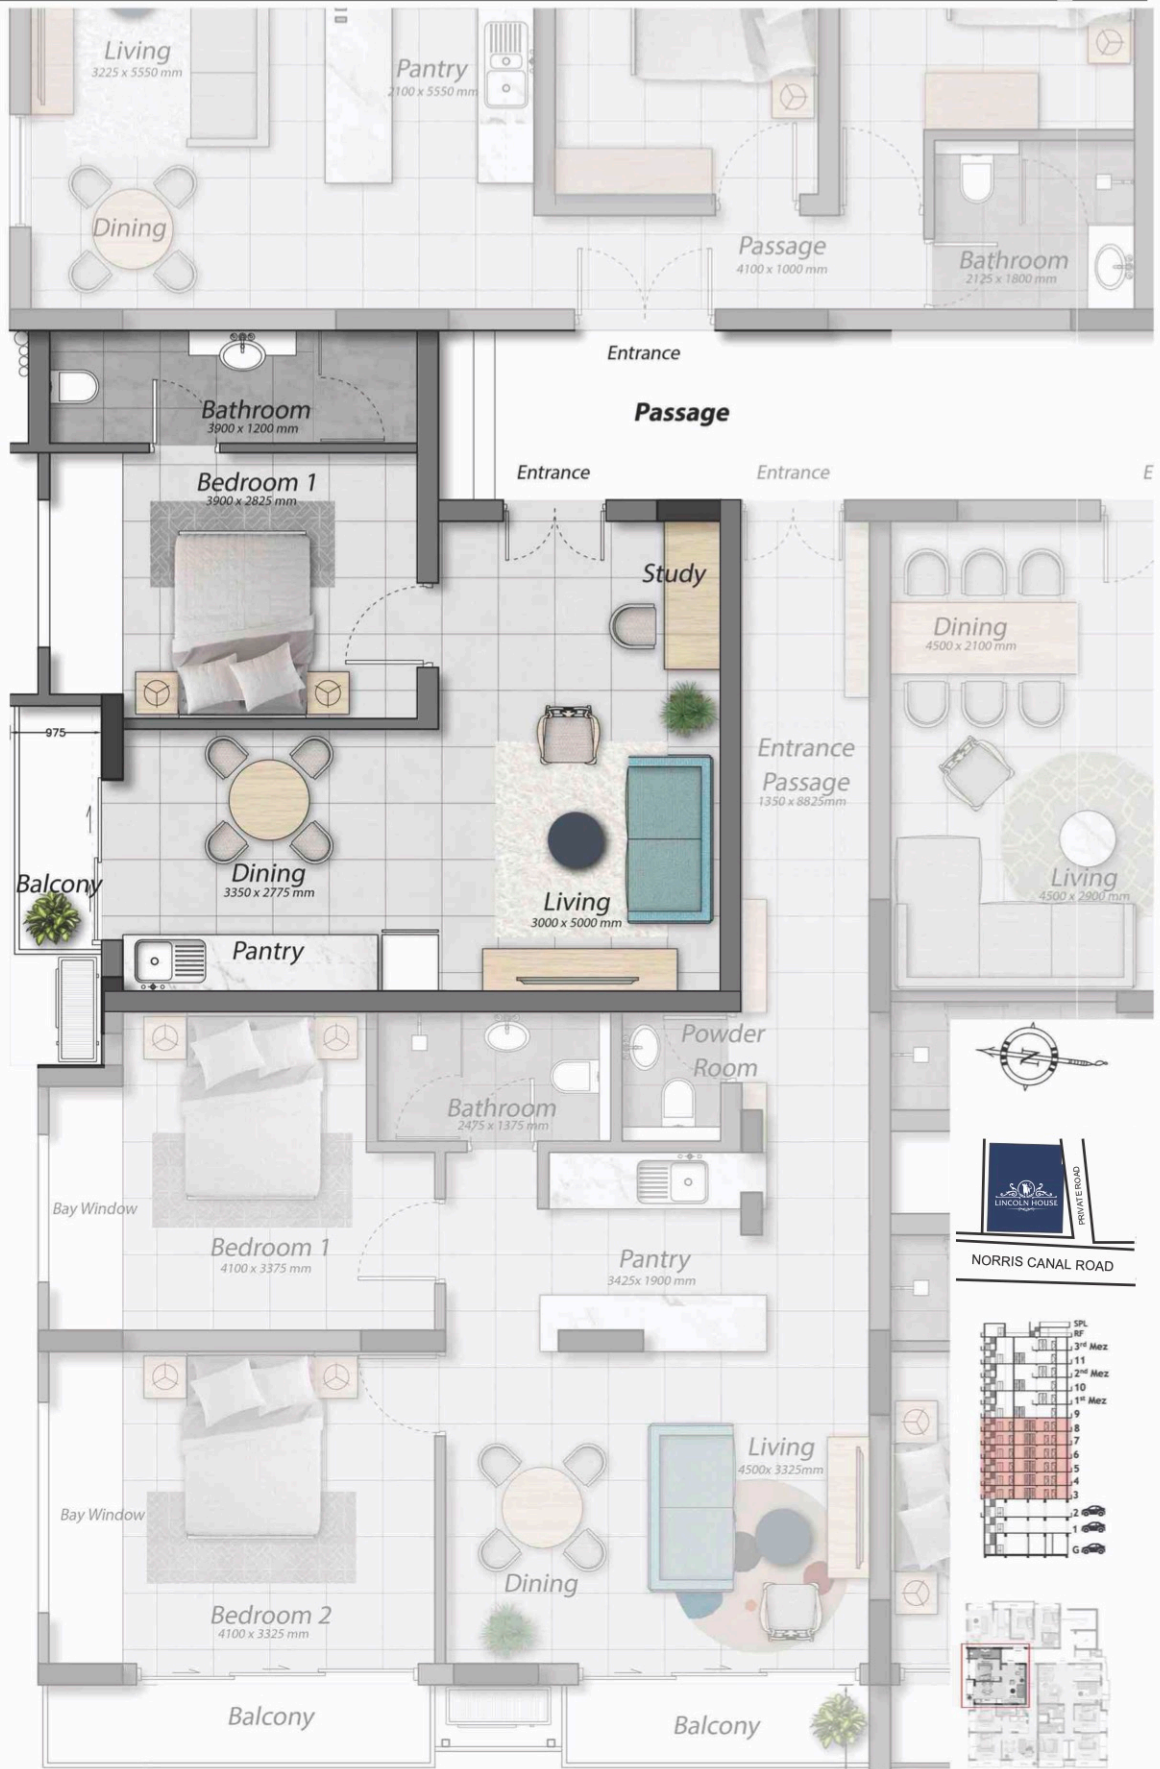 Living
3225 x 5550 mm
Pantry
2100 x 5550 mm
Dining
Passage
4100 x 1000 mm
Bathroom
2125 x 1800 mm
Entrance
Passage
Bathroom
3900 x 1200 mm
Entrance
Entrance
E
Bedroom 1
3900 x 2825 mm
Study
Dining
4500 x 2100 mm
975
Entrance
Passage
1350 x 8825mm
Balcony
Dining
3350 x 2775 mm
Living
3000 x 5000 mm
Living
4500 x 2900 mm
Pantry
Powder
Room
N
Bathroom
2475 x 1375 mm
Bay Window
Bedroom 1
4100 x 3375 mm
Pantry
3425x 1900 mm
LINCOLN HOUSE
PRIVATE ROAD
NORRIS CANAL ROAD
SPL
RF
3rd Mez
11
2nd Mez
10
1st Mez
9
8
7
6
5
4
3
2
1
G
Living
4500x 3325mm
Bay Window
Dining
Bedroom 2
4100 x 3325 mm
Balcony
Balcony